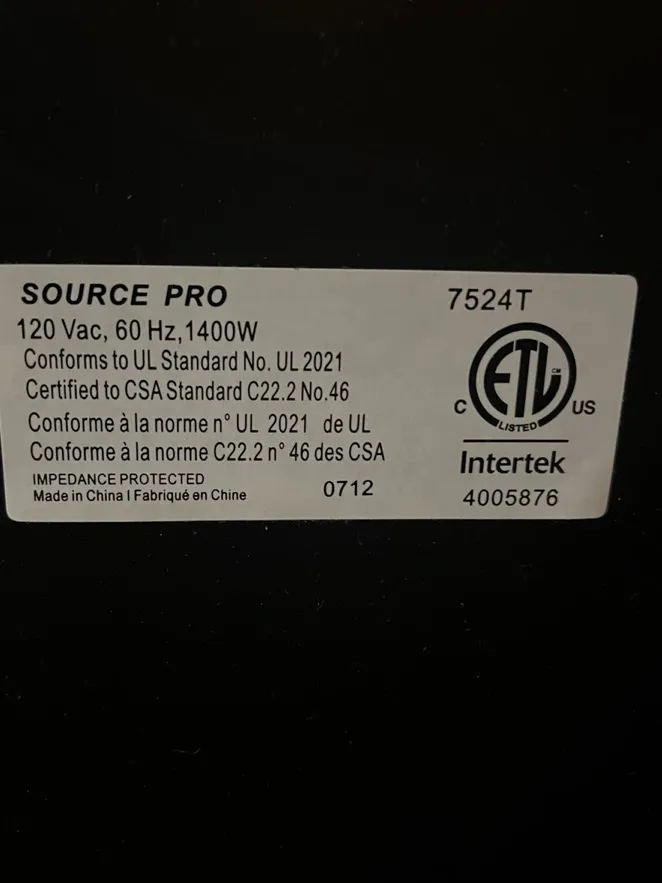 SOURCE PRO
7524T
120 Vac, 60 Hz,1400W
Conforms to UL Standard No. UL 2021
Certified to CSA Standard C22.2 No.46
Conforme à la norme n° UL 2021 de UL
Conforme à la norme C22.2 n° 46 des CSA
IMPEDANCE PROTECTED
Made in China I Fabriqué en Chine
0712
ETL CM
LISTED
C US
Intertek
4005876